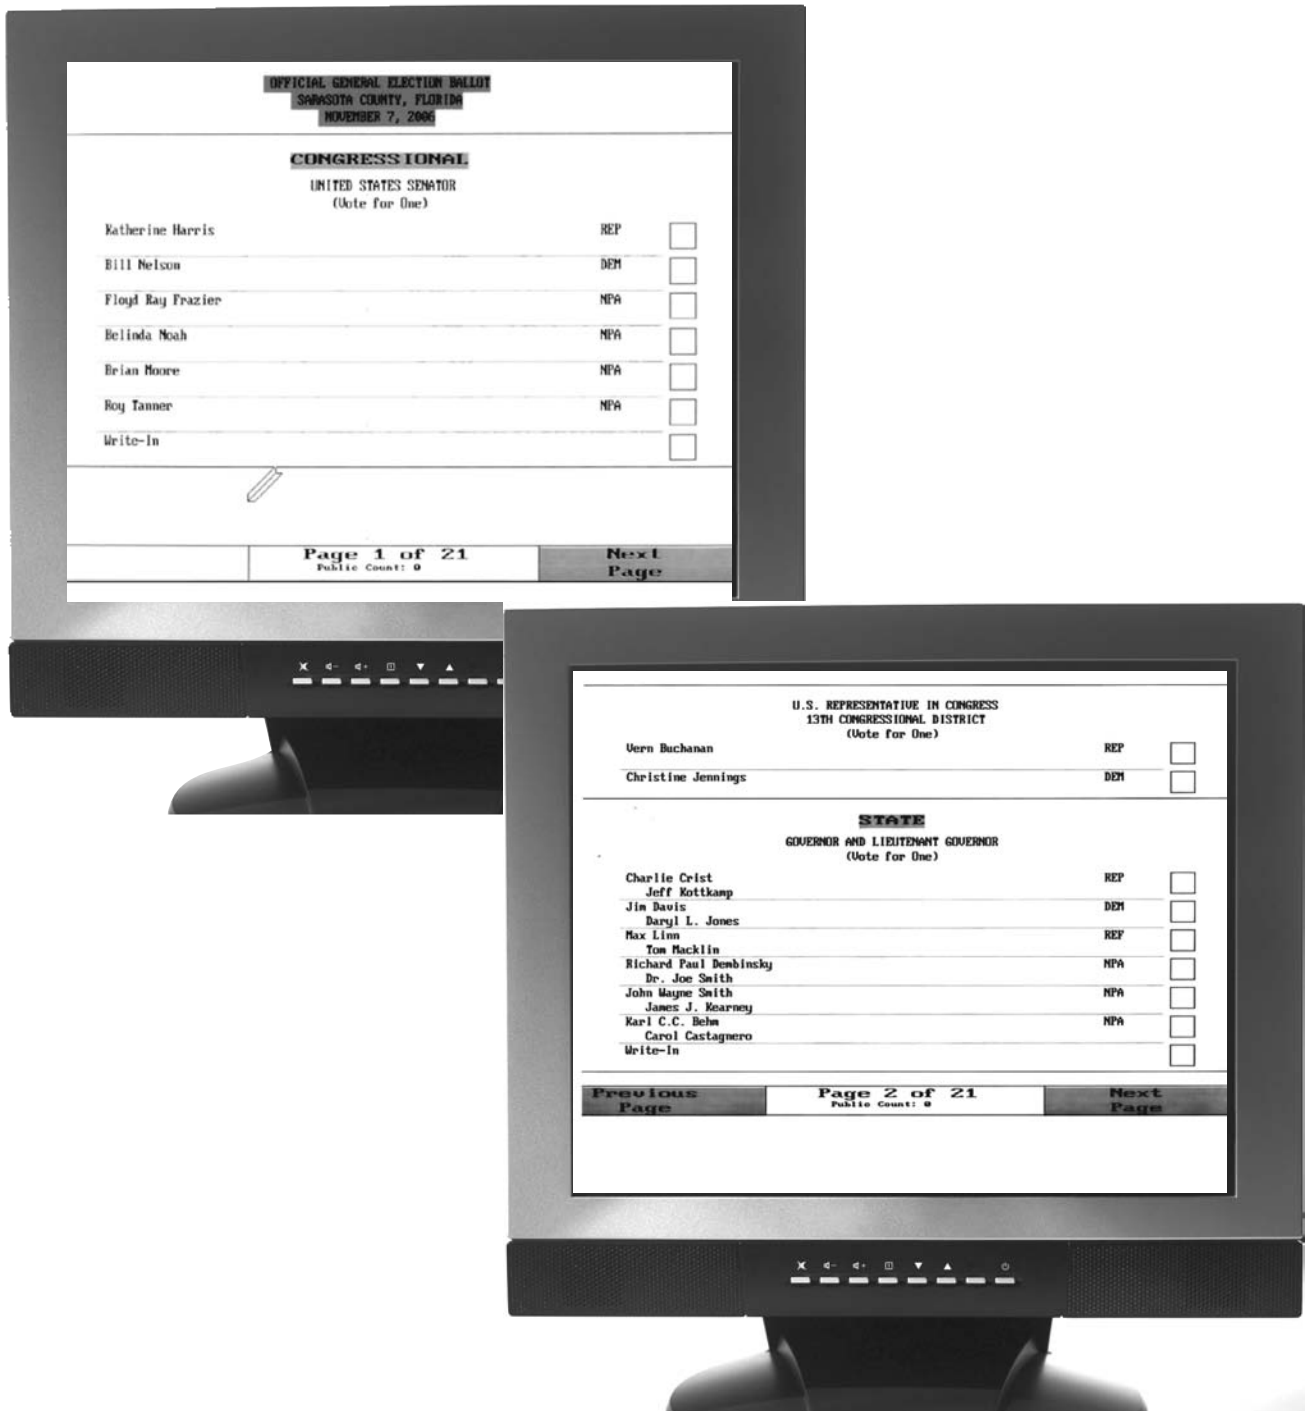 OFFICIAL GENERAL ELECTION BALLOT
SARASOTA COUNTY, FLORIDA
NOVEMBER 7, 2006
CONGRESSIONAL
UNITED STATES SENATOR
(Vote for One)
Katherine Harris REP
Bill Nelson DEM
Floyd Ray Frazier NPA
Belinda Noah NPA
Brian Moore NPA
Roy Tanner NPA
Write-In
Page 1 of 21
Public Count: 0
Next
Page
U.S. REPRESENTATIVE IN CONGRESS
13TH CONGRESSIONAL DISTRICT
(Vote for One)
Vern Buchanan REP
Christine Jennings DEM
STATE
GOVERNOR AND LIEUTENANT GOVERNOR
(Vote for One)
Charlie Crist REP
Jeff Kottkamp
Jim Davis DEM
Daryl L. Jones
Max Linn REF
Tom Macklin
Richard Paul Dembinsky NPA
Dr. Joe Smith
John Wayne Smith NPA
James J. Kearney
Karl C.C. Behm NPA
Carol Castagnero
Write-In
Previous
Page
Page 2 of 21
Public Count: 0
Next
Page